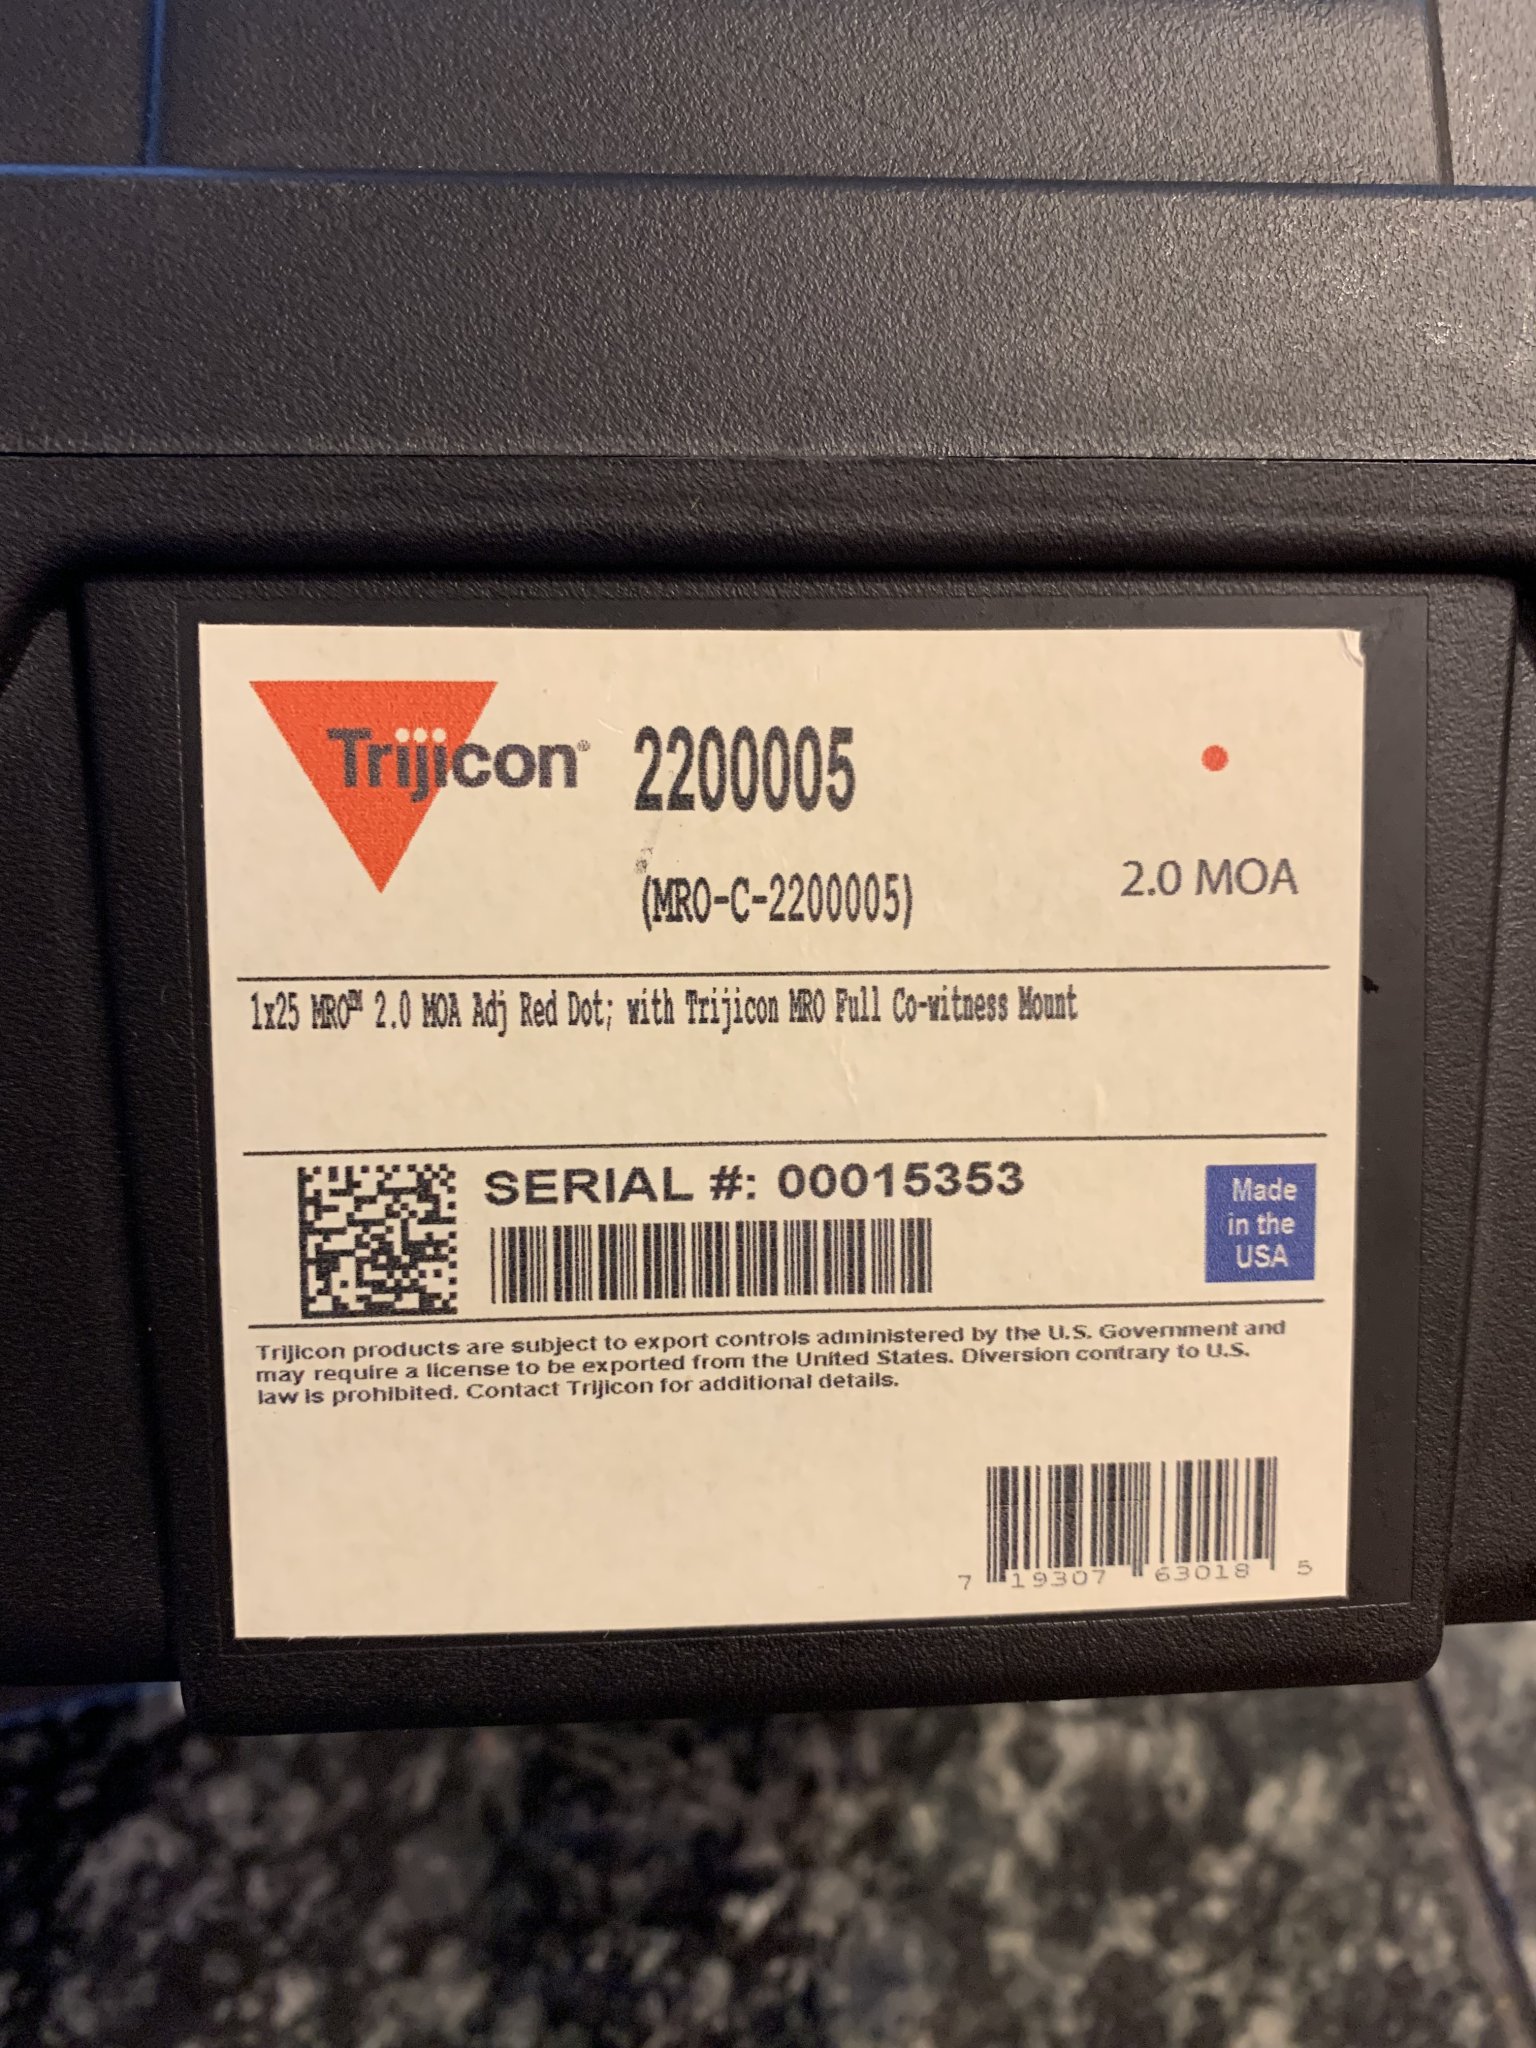 Trijicon®
2200005
(MRO-C-2200005)
2.0 MOA
1x25 MRO™ 2.0 MOA Adj Red Dot; with Trijicon MRO Full Co-witness Mount
SERIAL #: 00015353
Made
in the
USA
Trijicon products are subject to export controls administered by the U.S. Government and
may require a license to be exported from the United States. Diversion contrary to U.S.
law is prohibited. Contact Trijicon for additional details.
7 19307 63018 5